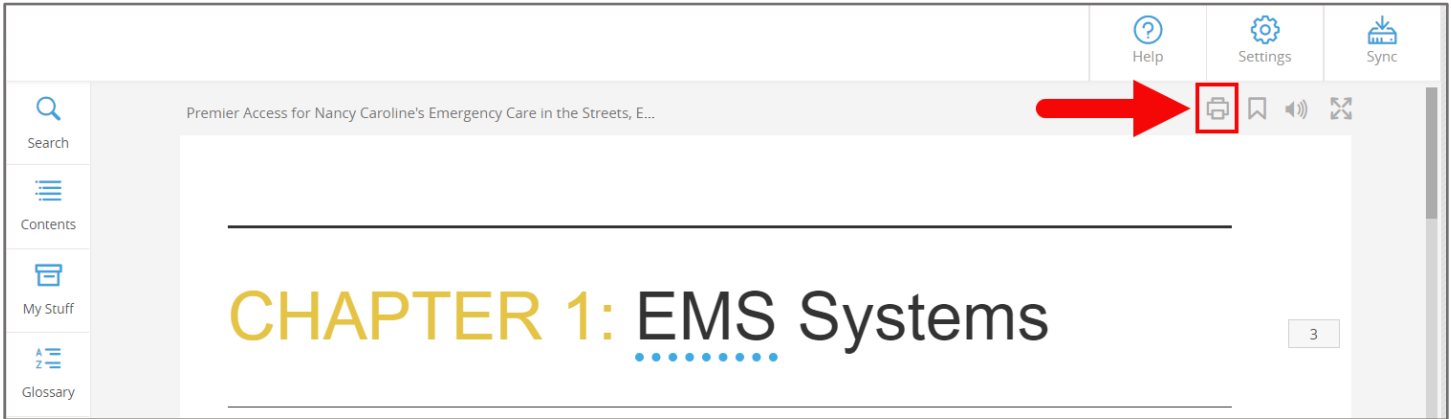 Help
Settings
Sync
Search
Premier Access for Nancy Caroline's Emergency Care in the Streets, E...
Contents
My Stuff
CHAPTER 1: EMS Systems
3
A
Z
Glossary